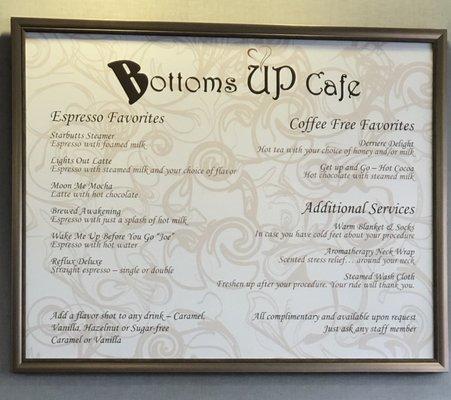 Bottoms UP Cafe
Espresso Favorites
Starbutts Steamer
Espresso with foamed milk
Lights Out Latte
Espresso with steamed milk and your choice of flavor
Moon Me Mocha
Latte with hot chocolate
Brewed Awakening
Espresso with just a splash of hot milk
Wake Me Up Before You Go "Joe"
Espresso with hot water
Reflux Deluxe
Straight espresso – single or double
Add a flavor shot to any drink – Caramel,
Vanilla, Hazelnut or Sugar-free
Caramel or Vanilla
Coffee Free Favorites
Derriere Delight
Hot tea with your choice of honey and/or milk
Get up and Go – Hot Cocoa
Hot chocolate with steamed milk
Additional Services
Warm Blanket & Socks
In case you have cold feet about your procedure
Aromatherapy Neck Wrap
Scented stress relief… around your neck
Steamed Wash Cloth
Freshen up after your procedure. Your ride will thank you.
All complimentary and available upon request
Just ask any staff member